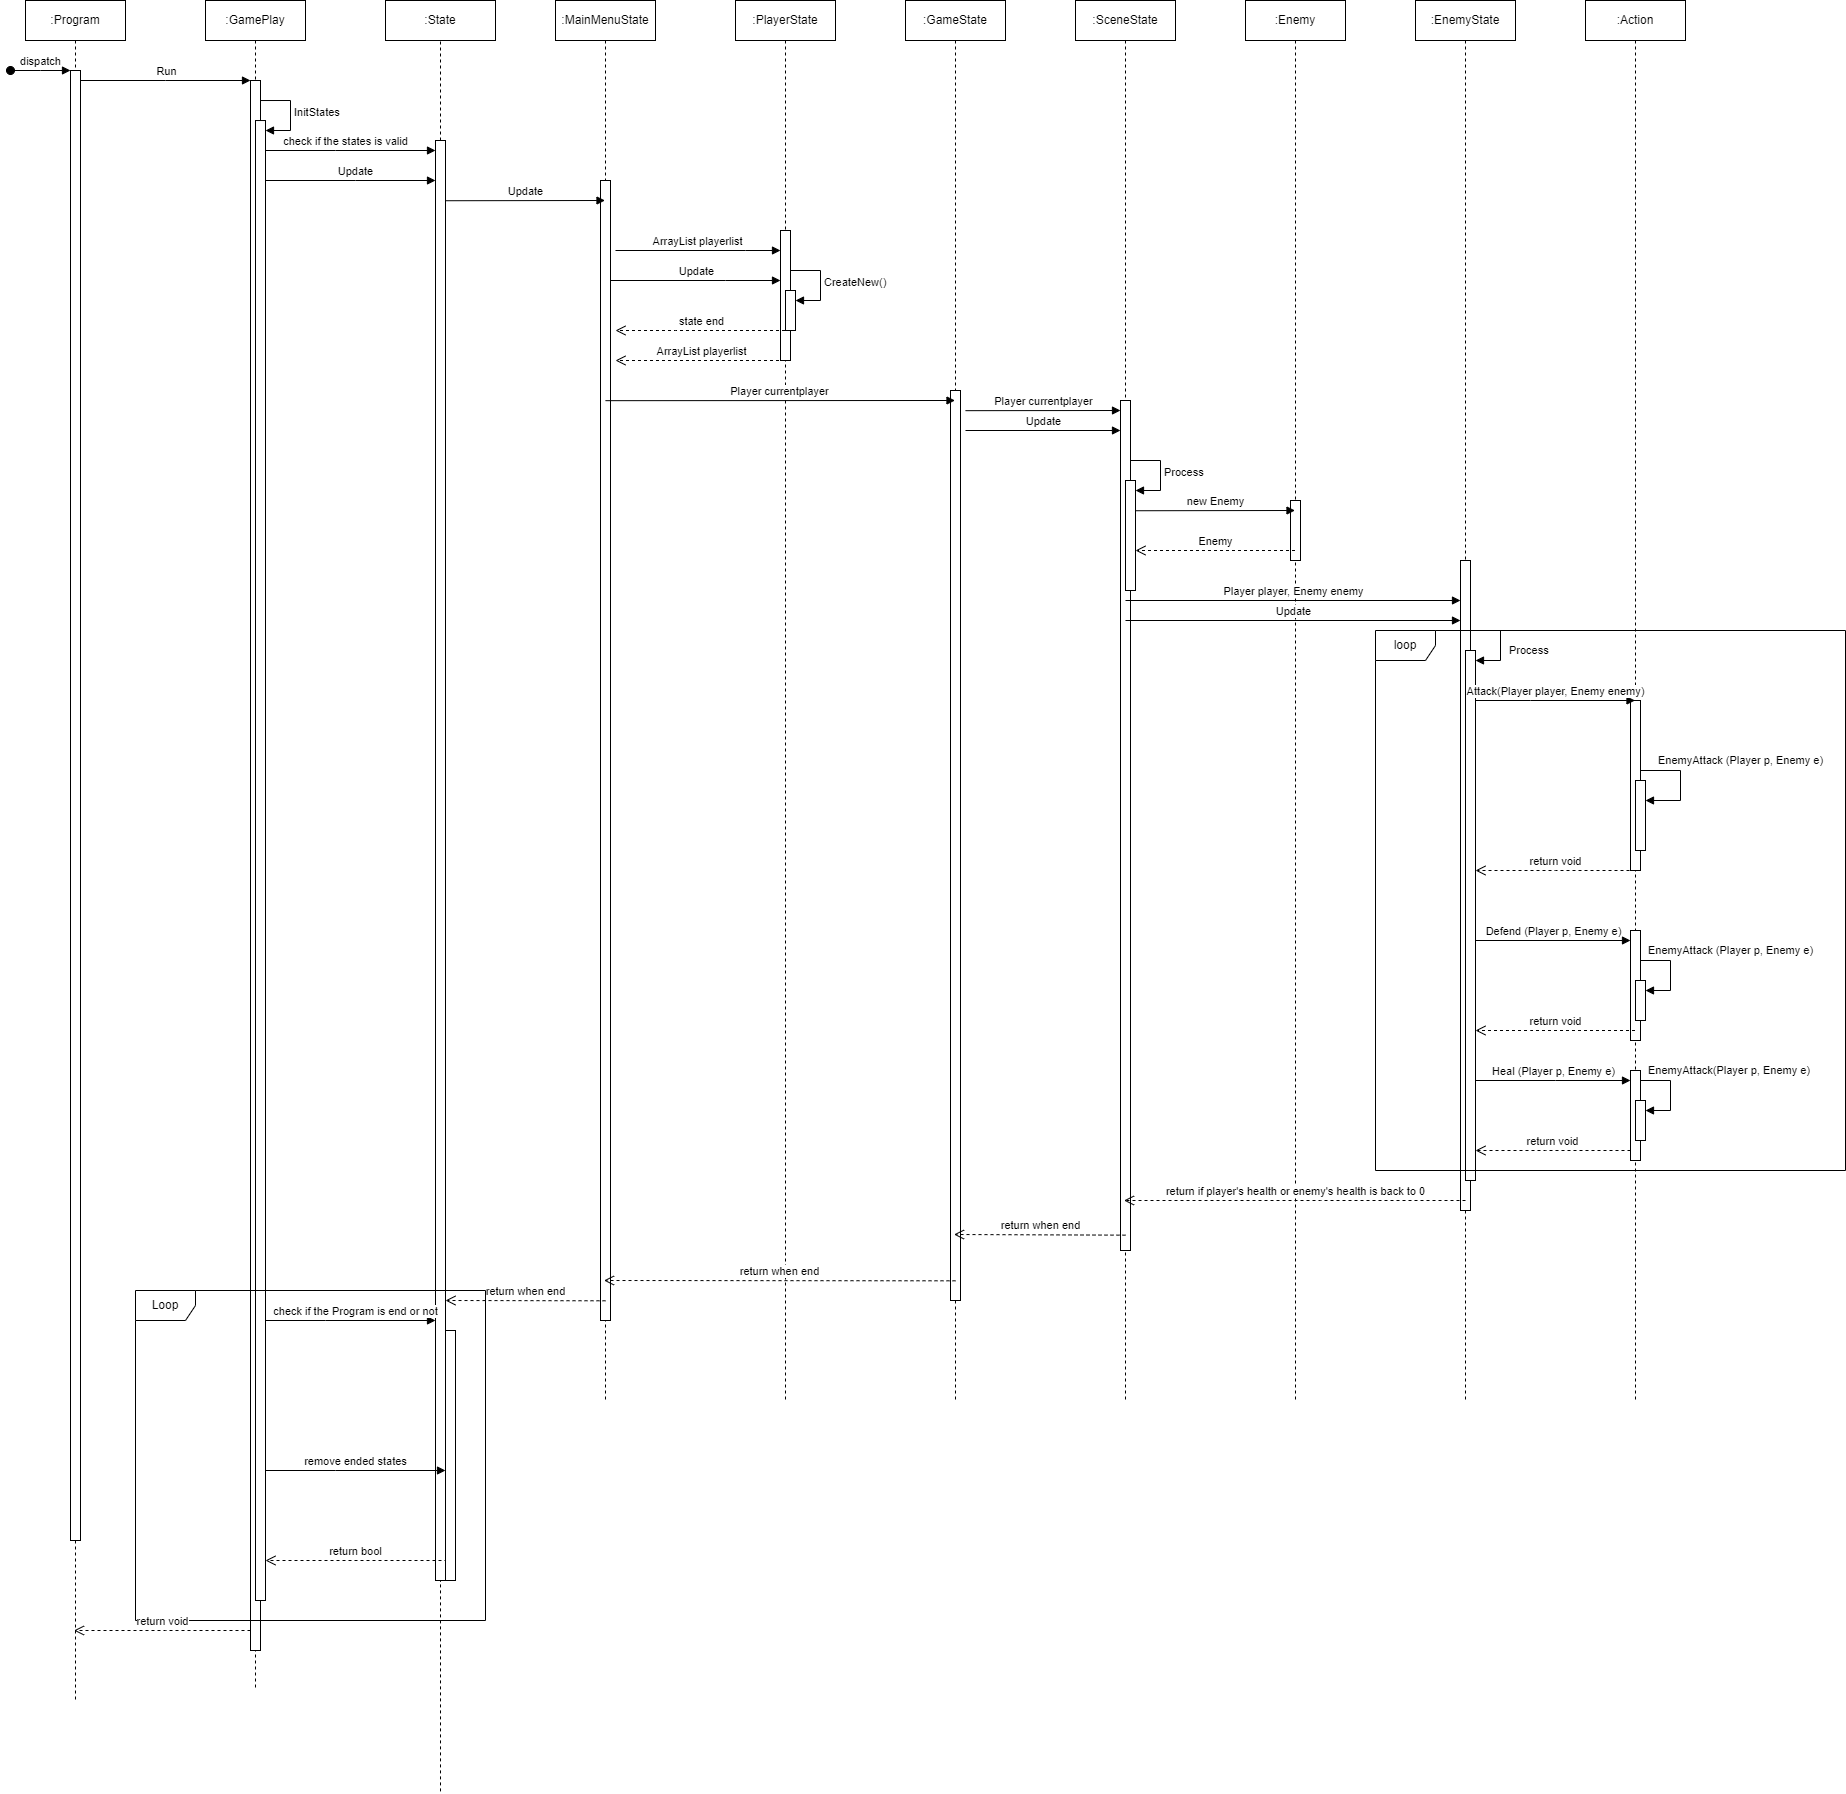 :Program
:GamePlay
:State
:MainMenuState
:PlayerState
:GameState
:SceneState
:Enemy
:EnemyState
:Action
dispatch
Run
InitStates
check if the states is valid
Update
Update
ArrayList playerlist
Update
CreateNew()
state end
ArrayList playerlist
Player currentplayer
Player currentplayer
Update
Process
new Enemy
Enemy
Player player, Enemy enemy
Update
loop
Process
Attack(Player player, Enemy enemy)
EnemyAttack (Player p, Enemy e)
return void
Defend (Player p, Enemy e)
EnemyAttack (Player p, Enemy e)
return void
Heal (Player p, Enemy e)
EnemyAttack(Player p, Enemy e)
return void
return if player's health or enemy's health is back to 0
return when end
return when end
return when end
Loop
check if the Program is end or not
remove ended states
return bool
return void